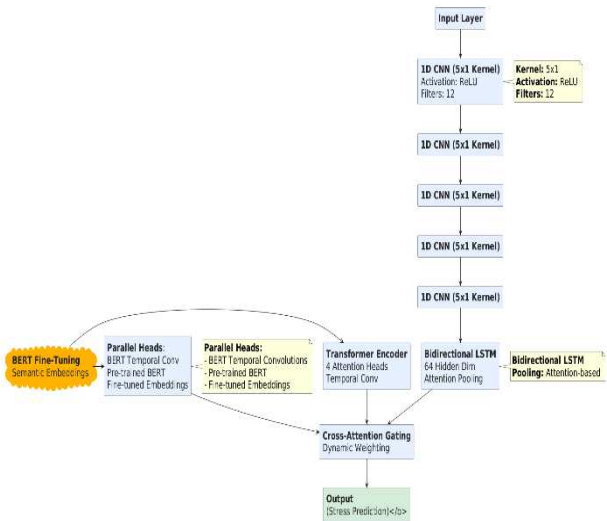 Input Layer
1D CNN (5x1 Kernel)
Activation: ReLU
Filters: 12
Kernel: 5x1
Activation: ReLU
Filters: 12
1D CNN (5x1 Kernel)
1D CNN (5x1 Kernel)
1D CNN (5x1 Kernel)
1D CNN (5x1 Kernel)
BERT Fine-Tuning
Semantic Embeddings
Parallel Heads:
BERT Temporal Conv
Pre-trained BERT
Fine-tuned Embeddings
Parallel Heads:
- BERT Temporal Convolutions
- Pre-trained BERT
- Fine-tuned Embeddings
Transformer Encoder
4 Attention Heads
Temporal Conv
Bidirectional LSTM
64 Hidden Dim
Attention Pooling
Bidirectional LSTM
Pooling: Attention-based
Cross-Attention Gating
Dynamic Weighting
Output
(Stress Prediction)</b>